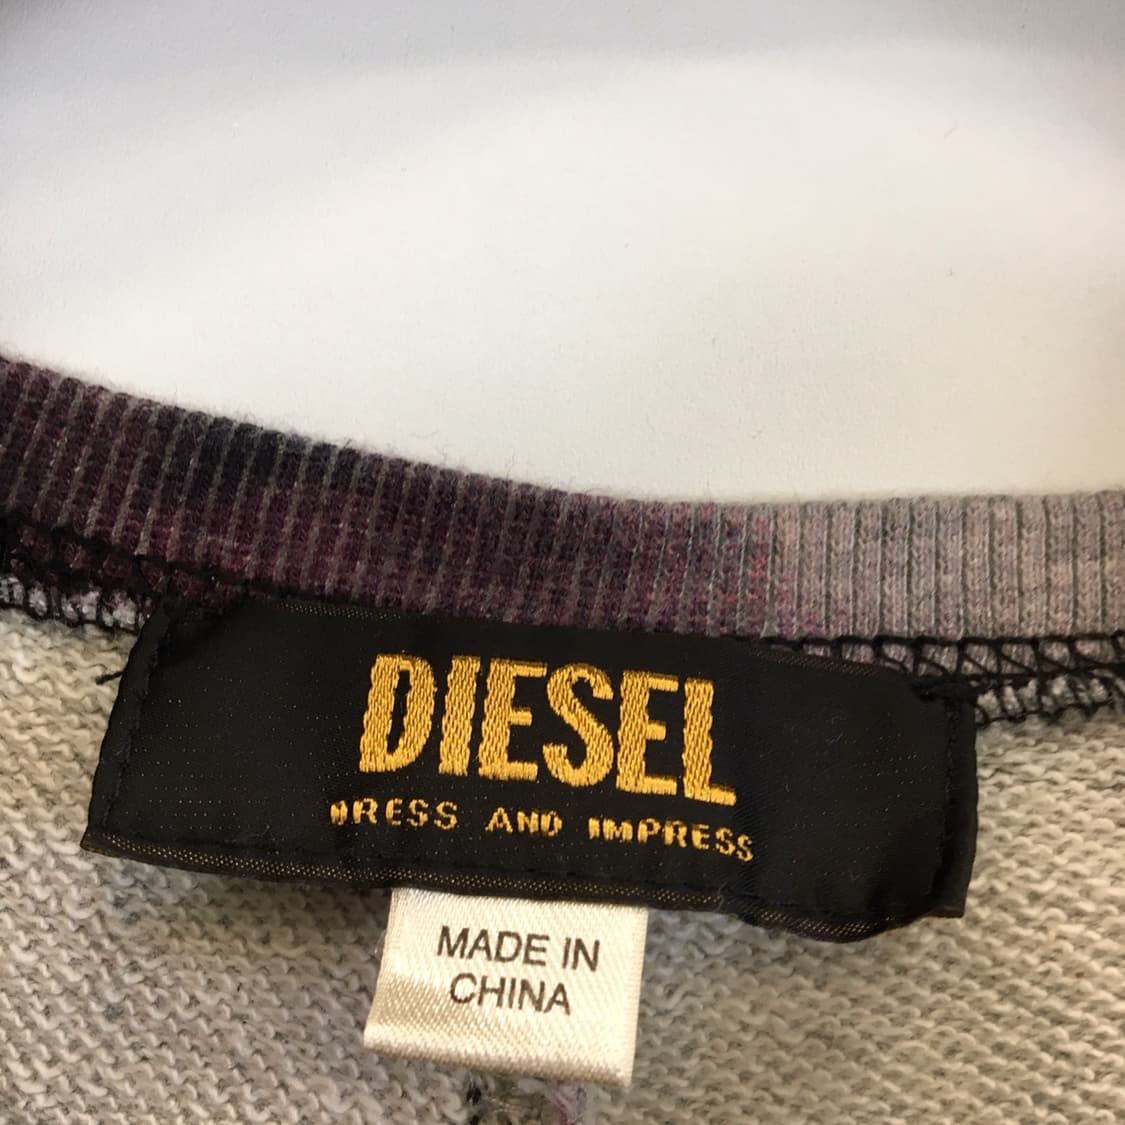 DIESEL
DRESS AND IMPRESS
MADE IN
CHINA